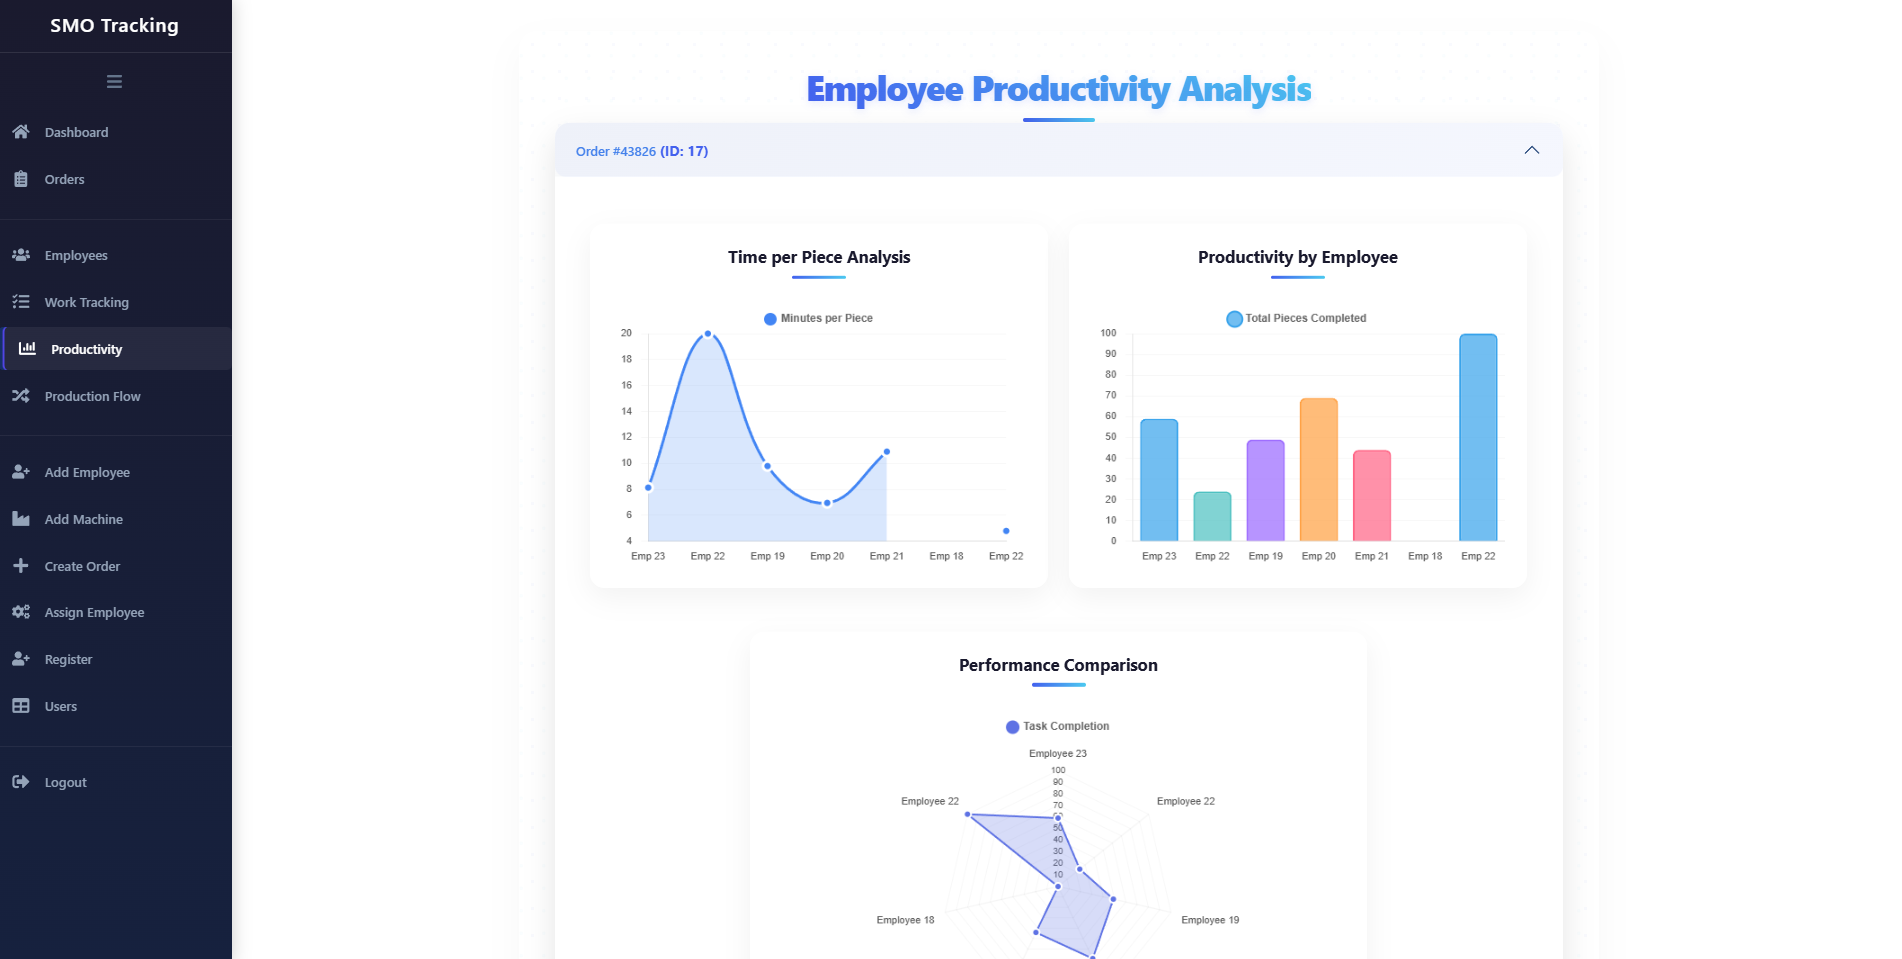 SMO Tracking
Dashboard
Orders
Employees
Work Tracking
Productivity
Production Flow
Add Employee
Add Machine
Create Order
Assign Employee
Register
Users
Logout
Employee Productivity Analysis
Order #43826 (ID: 17)
Time per Piece Analysis
Minutes per Piece
20
18
16
14
12
10
8
6
4
Emp 23 Emp 22 Emp 19 Emp 20 Emp 21 Emp 18 Emp 22
Productivity by Employee
Total Pieces Completed
100
90
80
70
60
50
40
30
20
10
0
Emp 23 Emp 22 Emp 19 Emp 20 Emp 21 Emp 18 Emp 22
Performance Comparison
Task Completion
Employee 23
100
90
80
Employee 22 70 Employee 22
50
40
30
20
10
Employee 18 Employee 19